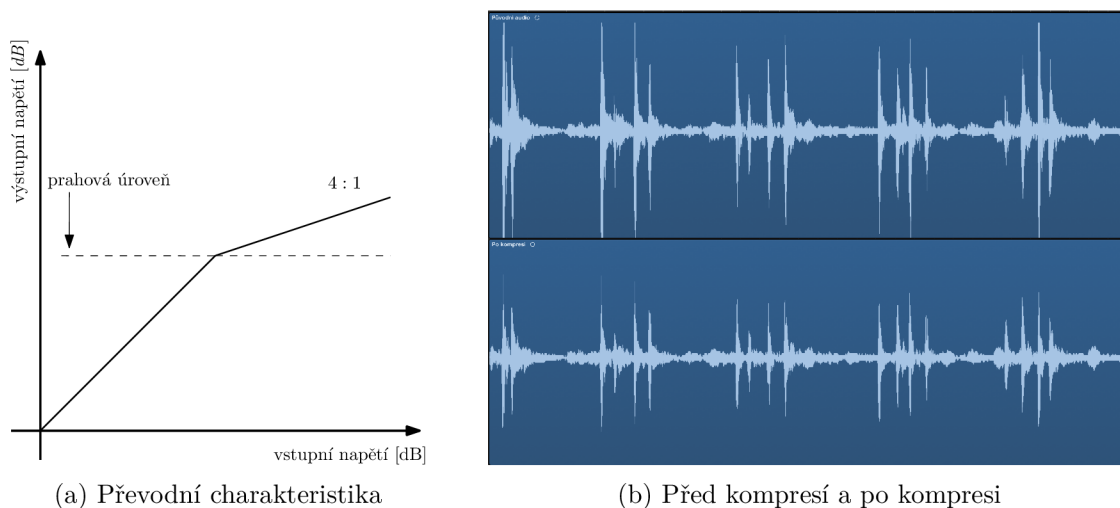 výstupní napětí [dB]
prahová úroveň
4 : 1
vstupní napětí [dB]
(a) Převodní charakteristika
Původní audio
Po kompresi
(b) Před kompresí a po kompresi